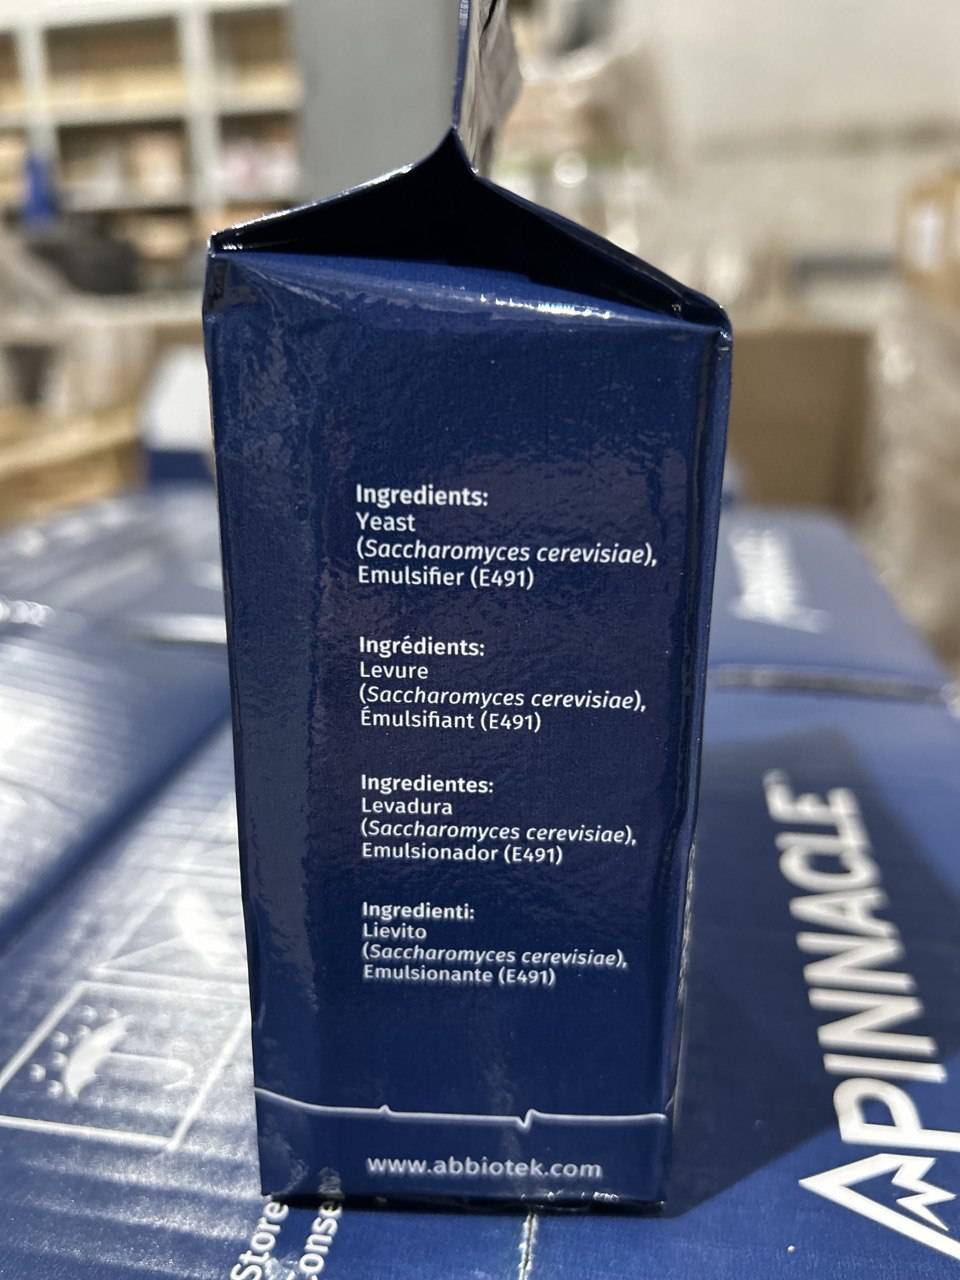 Ingredients:
Yeast
(Saccharomyces cerevisiae),
Emulsifier (E491)
Ingrédients:
Levure
(Saccharomyces cerevisiae),
Émulsifiant (E491)
Ingredientes:
Levadura
(Saccharomyces cerevisiae),
Emulsionador (E491)
Ingredienti:
Lievito
(Saccharomyces cerevisiae),
Emulsionante (E491)
www.abbiotek.com
PINNACLE
Store